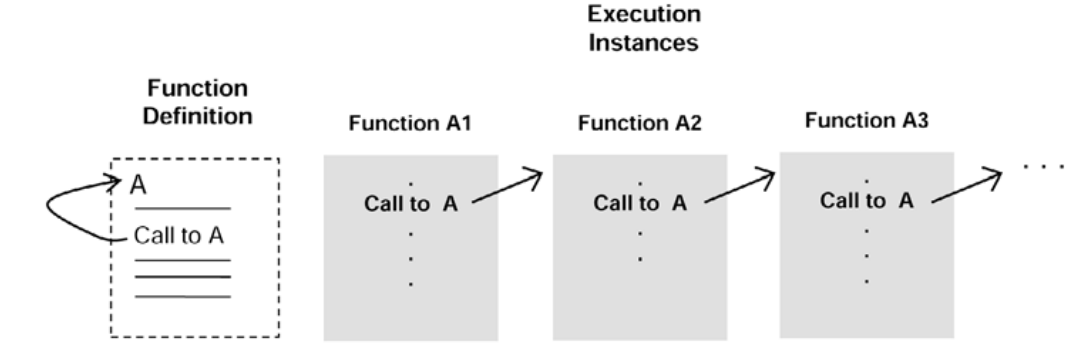 Execution
Instances
Function
Definition
Function A1
Function A2
Function A3
A
Call to A
Call to A
Call to A
Call to A
. . .